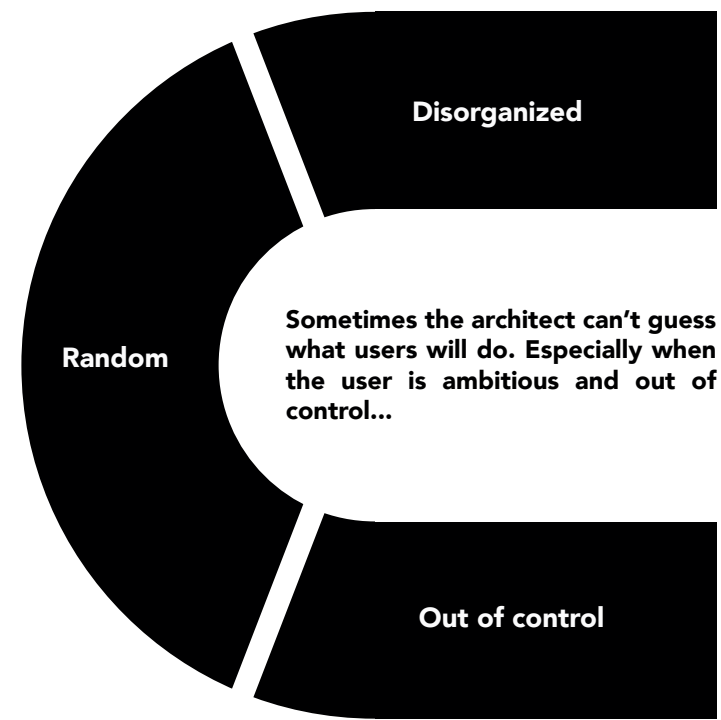 Disorganized
Sometimes the architect can't guess
what users will do. Especially when
the user is ambitious and out of
control...
Random
Out of control